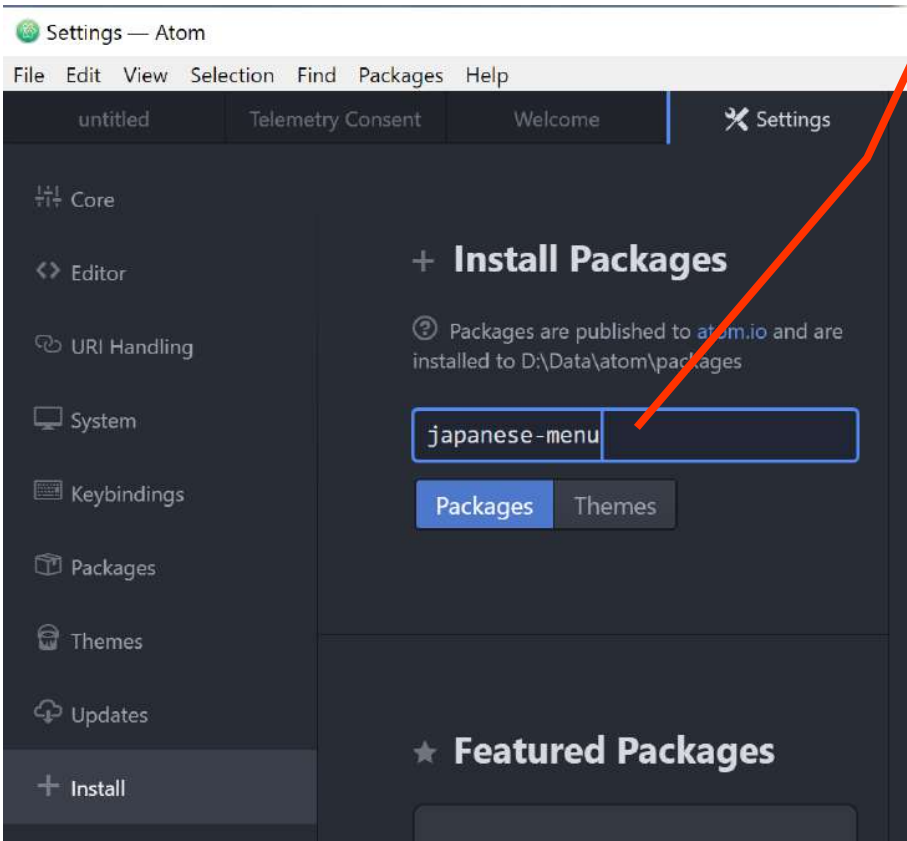 Settings — Atom
File Edit View Selection Find Packages Help
untitled Telemetry Consent Welcome Settings
Core
Editor
URI Handling
System
Keybindings
Packages
Themes
Updates
Install
Install Packages
Packages are published to atom.io and are
installed to D:\Data\atom\packages
japanese-menu
Packages Themes
Featured Packages